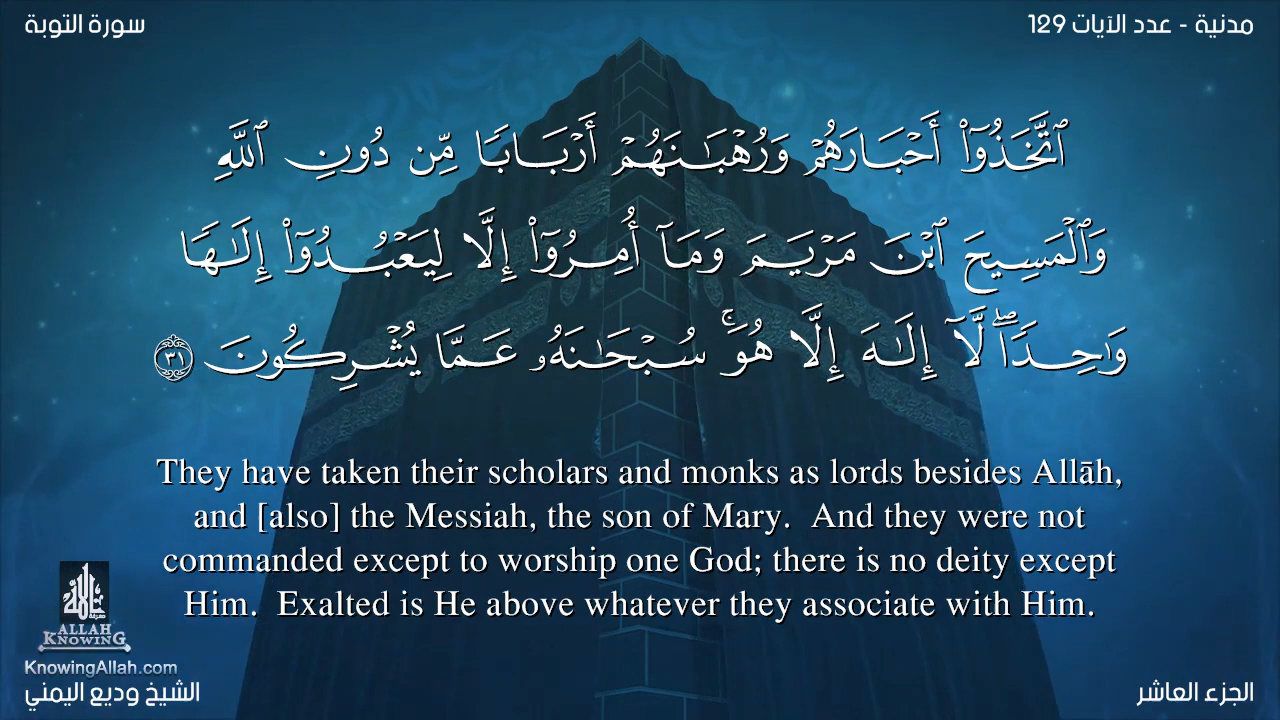 سورة التوبة
مدنية - عدد الآيات 129
ٱتَّخَذُوٓا۟ أَحْبَارَهُمْ وَرُهْبَـٰنَهُمْ أَرْبَابًا مِّن دُونِ ٱللَّهِ
وَٱلْمَسِيحَ ٱبْنَ مَرْيَمَ وَمَآ أُمِرُوٓا۟ إِلَّا لِيَعْبُدُوٓا۟ إِلَـٰهًا
وَٰحِدًا ۖ لَّآ إِلَـٰهَ إِلَّا هُوَ ۚ سُبْحَـٰنَهُۥ عَمَّا يُشْرِكُونَ ٣١
They have taken their scholars and monks as lords besides Allāh,
and [also] the Messiah, the son of Mary. And they were not
commanded except to worship one God; there is no deity except
Him. Exalted is He above whatever they associate with Him.
معرفة الله
ALLAH
KNOWING
KnowingAllah.com
الشيخ وديع اليمني
الجزء العاشر